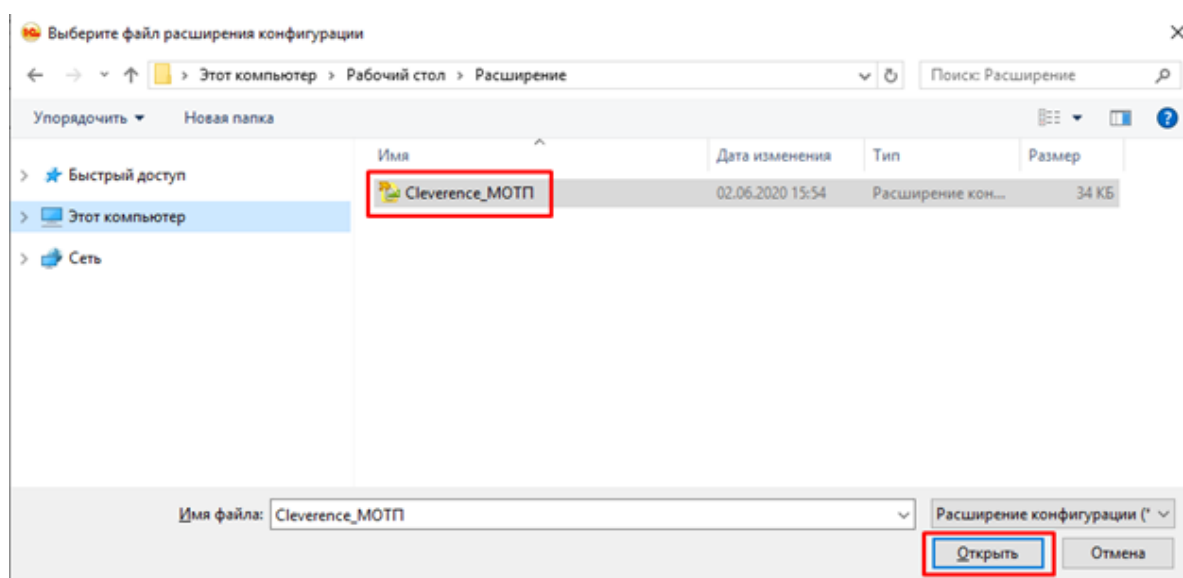 Выберите файл расширения конфигурации
Этот компьютер > Рабочий стол > Расширение
Поиск: Расширение
Упорядочить
Новая папка
Имя
Дата изменения
Тип
Размер
Быстрый доступ
Этот компьютер
Сеть
Cleverence_МОТП
02.06.2020 15:54
Расширение кон...
34 КБ
Имя файла: Cleverence_МОТП
Расширение конфигурации (*
Открыть
Отмена